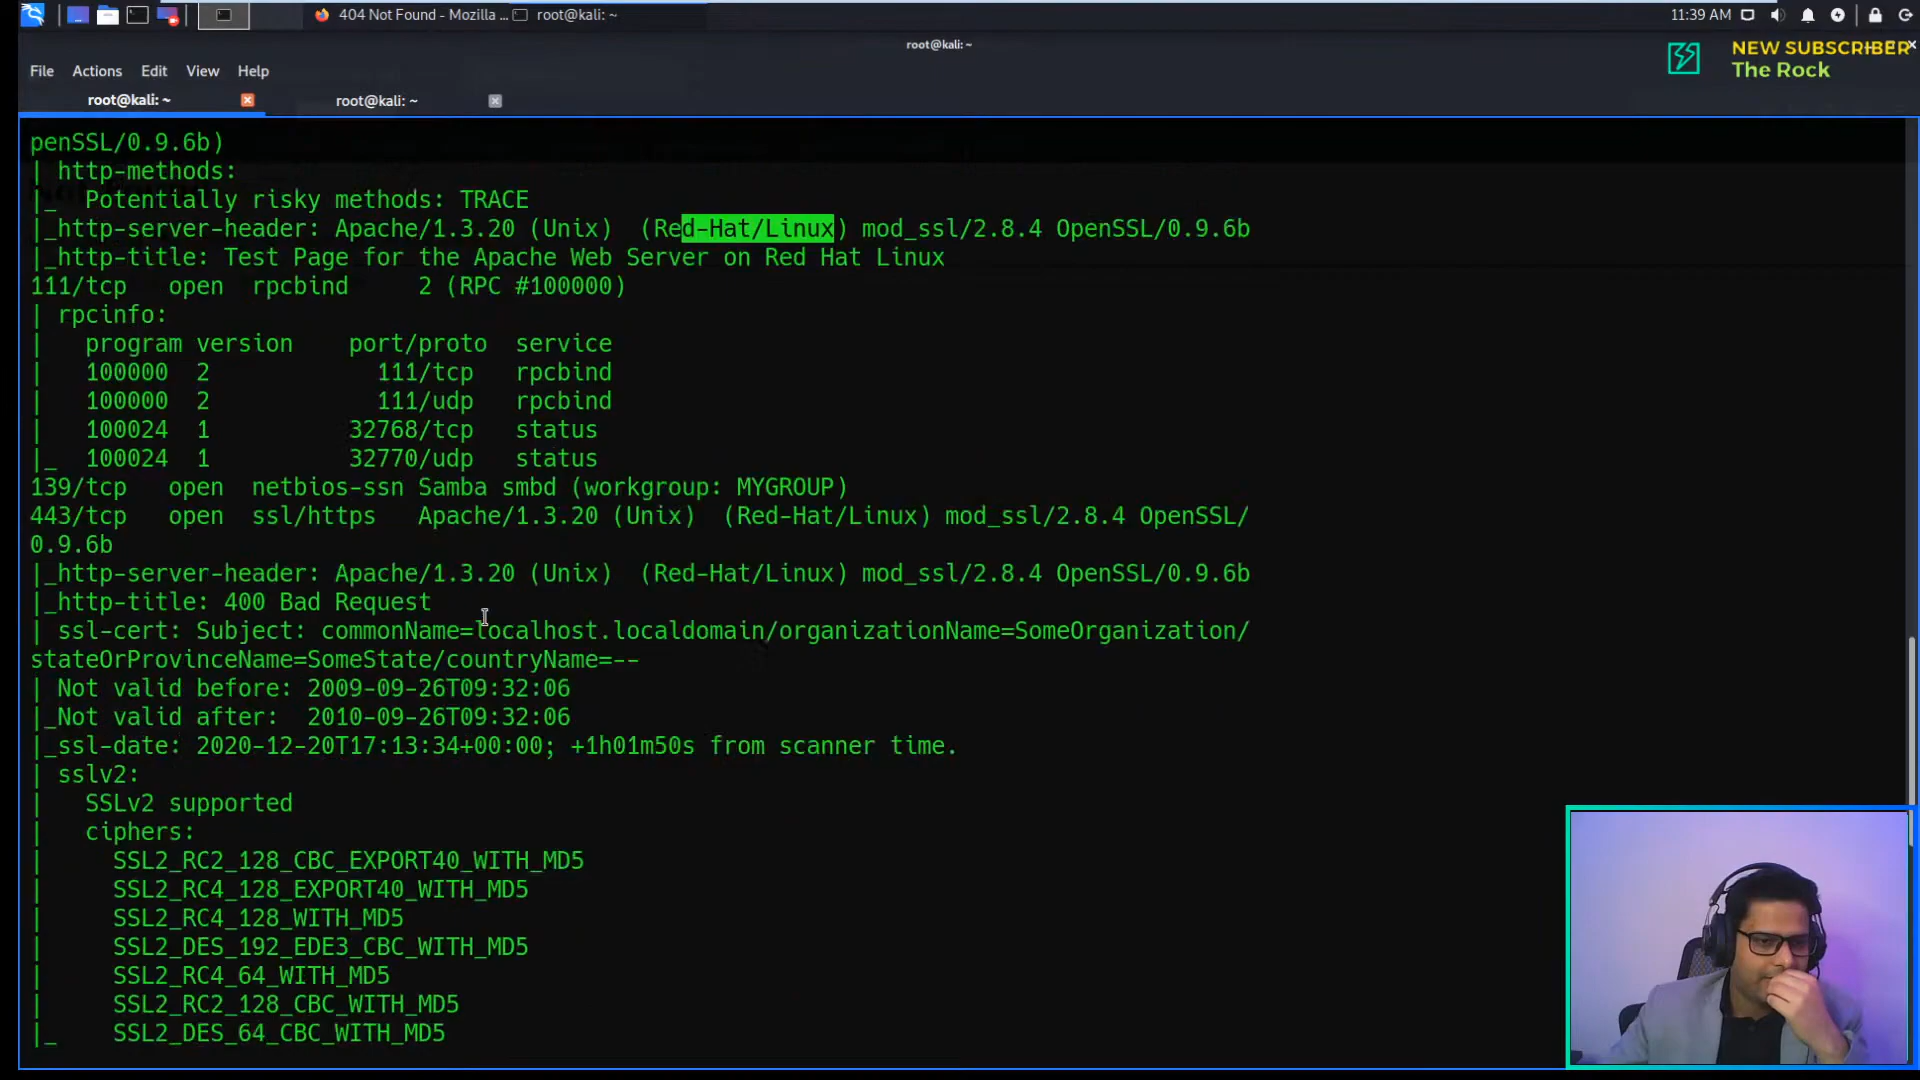 404 Not Found - Mozilla ...
root@kali: ~
11:39 AM
root@kali: ~
NEW SUBSCRIBER
The Rock
File Actions Edit View Help
root@kali: ~
root@kali: ~
penSSL/0.9.6b)
| http-methods:
|_  Potentially risky methods: TRACE
|_http-server-header: Apache/1.3.20 (Unix)  (Red-Hat/Linux) mod_ssl/2.8.4 OpenSSL/0.9.6b
|_http-title: Test Page for the Apache Web Server on Red Hat Linux
111/tcp   open  rpcbind     2 (RPC #100000)
| rpcinfo:
|   program version    port/proto  service
|   100000  2            111/tcp   rpcbind
|   100000  2            111/udp   rpcbind
|   100024  1          32768/tcp   status
|_  100024  1          32770/udp   status
139/tcp   open  netbios-ssn Samba smbd (workgroup: MYGROUP)
443/tcp   open  ssl/https   Apache/1.3.20 (Unix)  (Red-Hat/Linux) mod_ssl/2.8.4 OpenSSL/
0.9.6b
|_http-server-header: Apache/1.3.20 (Unix)  (Red-Hat/Linux) mod_ssl/2.8.4 OpenSSL/0.9.6b
|_http-title: 400 Bad Request
| ssl-cert: Subject: commonName=localhost.localdomain/organizationName=SomeOrganization/
stateOrProvinceName=SomeState/countryName=--
| Not valid before: 2009-09-26T09:32:06
|_Not valid after:  2010-09-26T09:32:06
|_ssl-date: 2020-12-20T17:13:34+00:00; +1h01m50s from scanner time.
| sslv2:
|   SSLv2 supported
|   ciphers:
|     SSL2_RC2_128_CBC_EXPORT40_WITH_MD5
|     SSL2_RC4_128_EXPORT40_WITH_MD5
|     SSL2_RC4_128_WITH_MD5
|     SSL2_DES_192_EDE3_CBC_WITH_MD5
|     SSL2_RC4_64_WITH_MD5
|     SSL2_RC2_128_CBC_WITH_MD5
|_    SSL2_DES_64_CBC_WITH_MD5